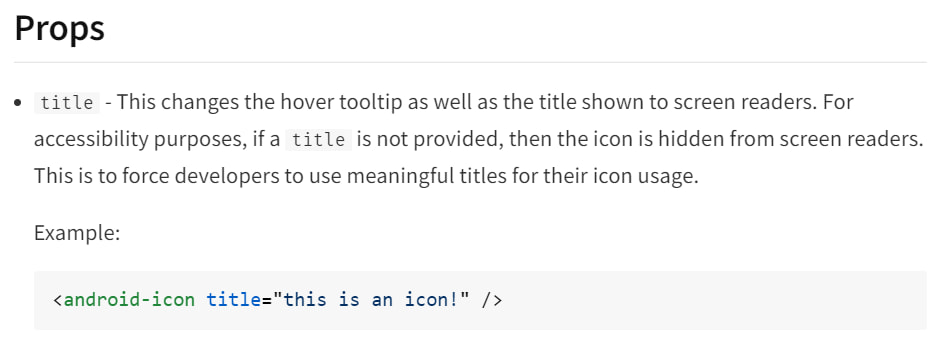 Props
title - This changes the hover tooltip as well as the title shown to screen readers. For
accessibility purposes, if a title is not provided, then the icon is hidden from screen readers.
This is to force developers to use meaningful titles for their icon usage.
Example:
<android-icon title="this is an icon!" />